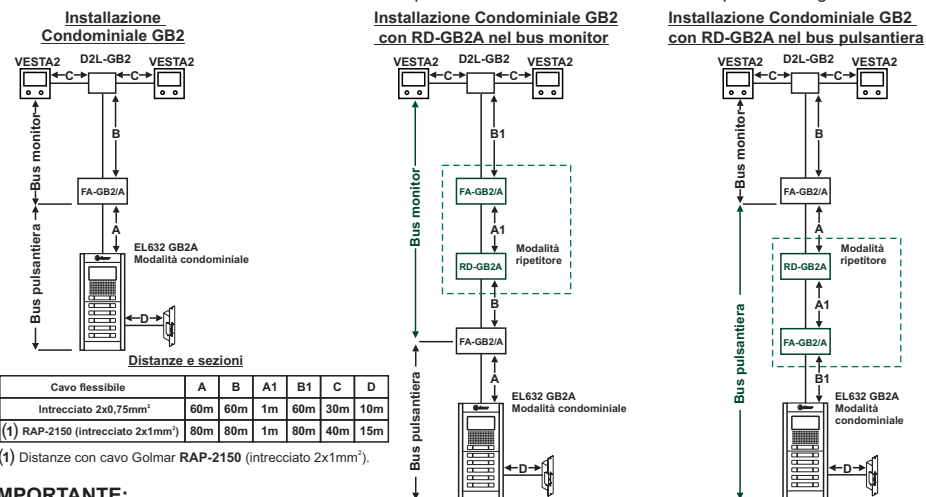 Installazione
Condominiale GB2
VESTA2
D2L-GB2
VESTA2
C
C
B
Bus monitor
FA-GB2/A
A
Bus pulsantiera
EL632 GB2A
Modalità condominiale
D
Distanze e sezioni
Cavo flessibile A B A1 B1 C D
Intrecciato 2x0,75mm² 60m 60m 1m 60m 30m 10m
(1) RAP-2150 (intrecciato 2x1mm²) 80m 80m 1m 80m 40m 15m
(1) Distanze con cavo Golmar RAP-2150 (intrecciato 2x1mm²).
Installazione Condominiale GB2
con RD-GB2A nel bus monitor
VESTA2
D2L-GB2
VESTA2
C
C
B1
Bus monitor
FA-GB2/A
A1
Modalità
ripetitore
RD-GB2A
B
FA-GB2/A
A
Bus pulsantiera
EL632 GB2A
Modalità condominiale
D
Installazione Condominiale GB2
con RD-GB2A nel bus pulsantiera
VESTA2
D2L-GB2
VESTA2
C
C
B
Bus monitor
FA-GB2/A
A
Modalità
ripetitore
RD-GB2A
A1
Bus pulsantiera
FA-GB2/A
B1
EL632 GB2A
Modalità
condominiale
D
IMPORTANTE: